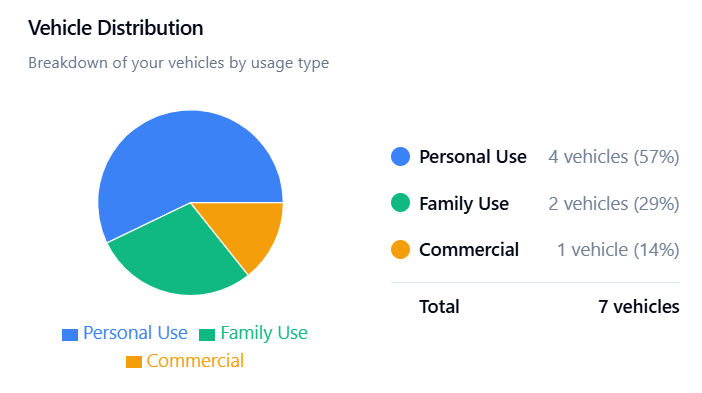 Vehicle Distribution
Breakdown of your vehicles by usage type
Personal Use 4 vehicles (57%)
Family Use 2 vehicles (29%)
Commercial 1 vehicle (14%)
Total 7 vehicles
Personal Use Family Use
Commercial